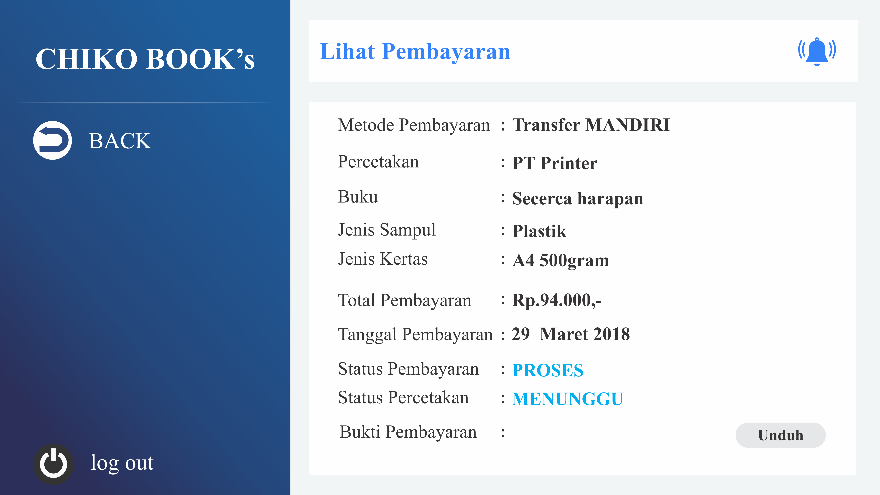 CHIKO BOOK’s
BACK
log out
Lihat Pembayaran
Metode Pembayaran : Transfer MANDIRI
Percetakan : PT Printer
Buku : Secerca harapan
Jenis Sampul : Plastik
Jenis Kertas : A4 500gram
Total Pembayaran : Rp.94.000,-
Tanggal Pembayaran : 29 Maret 2018
Status Pembayaran : PROSES
Status Percetakan : MENUNGGU
Bukti Pembayaran :
Unduh